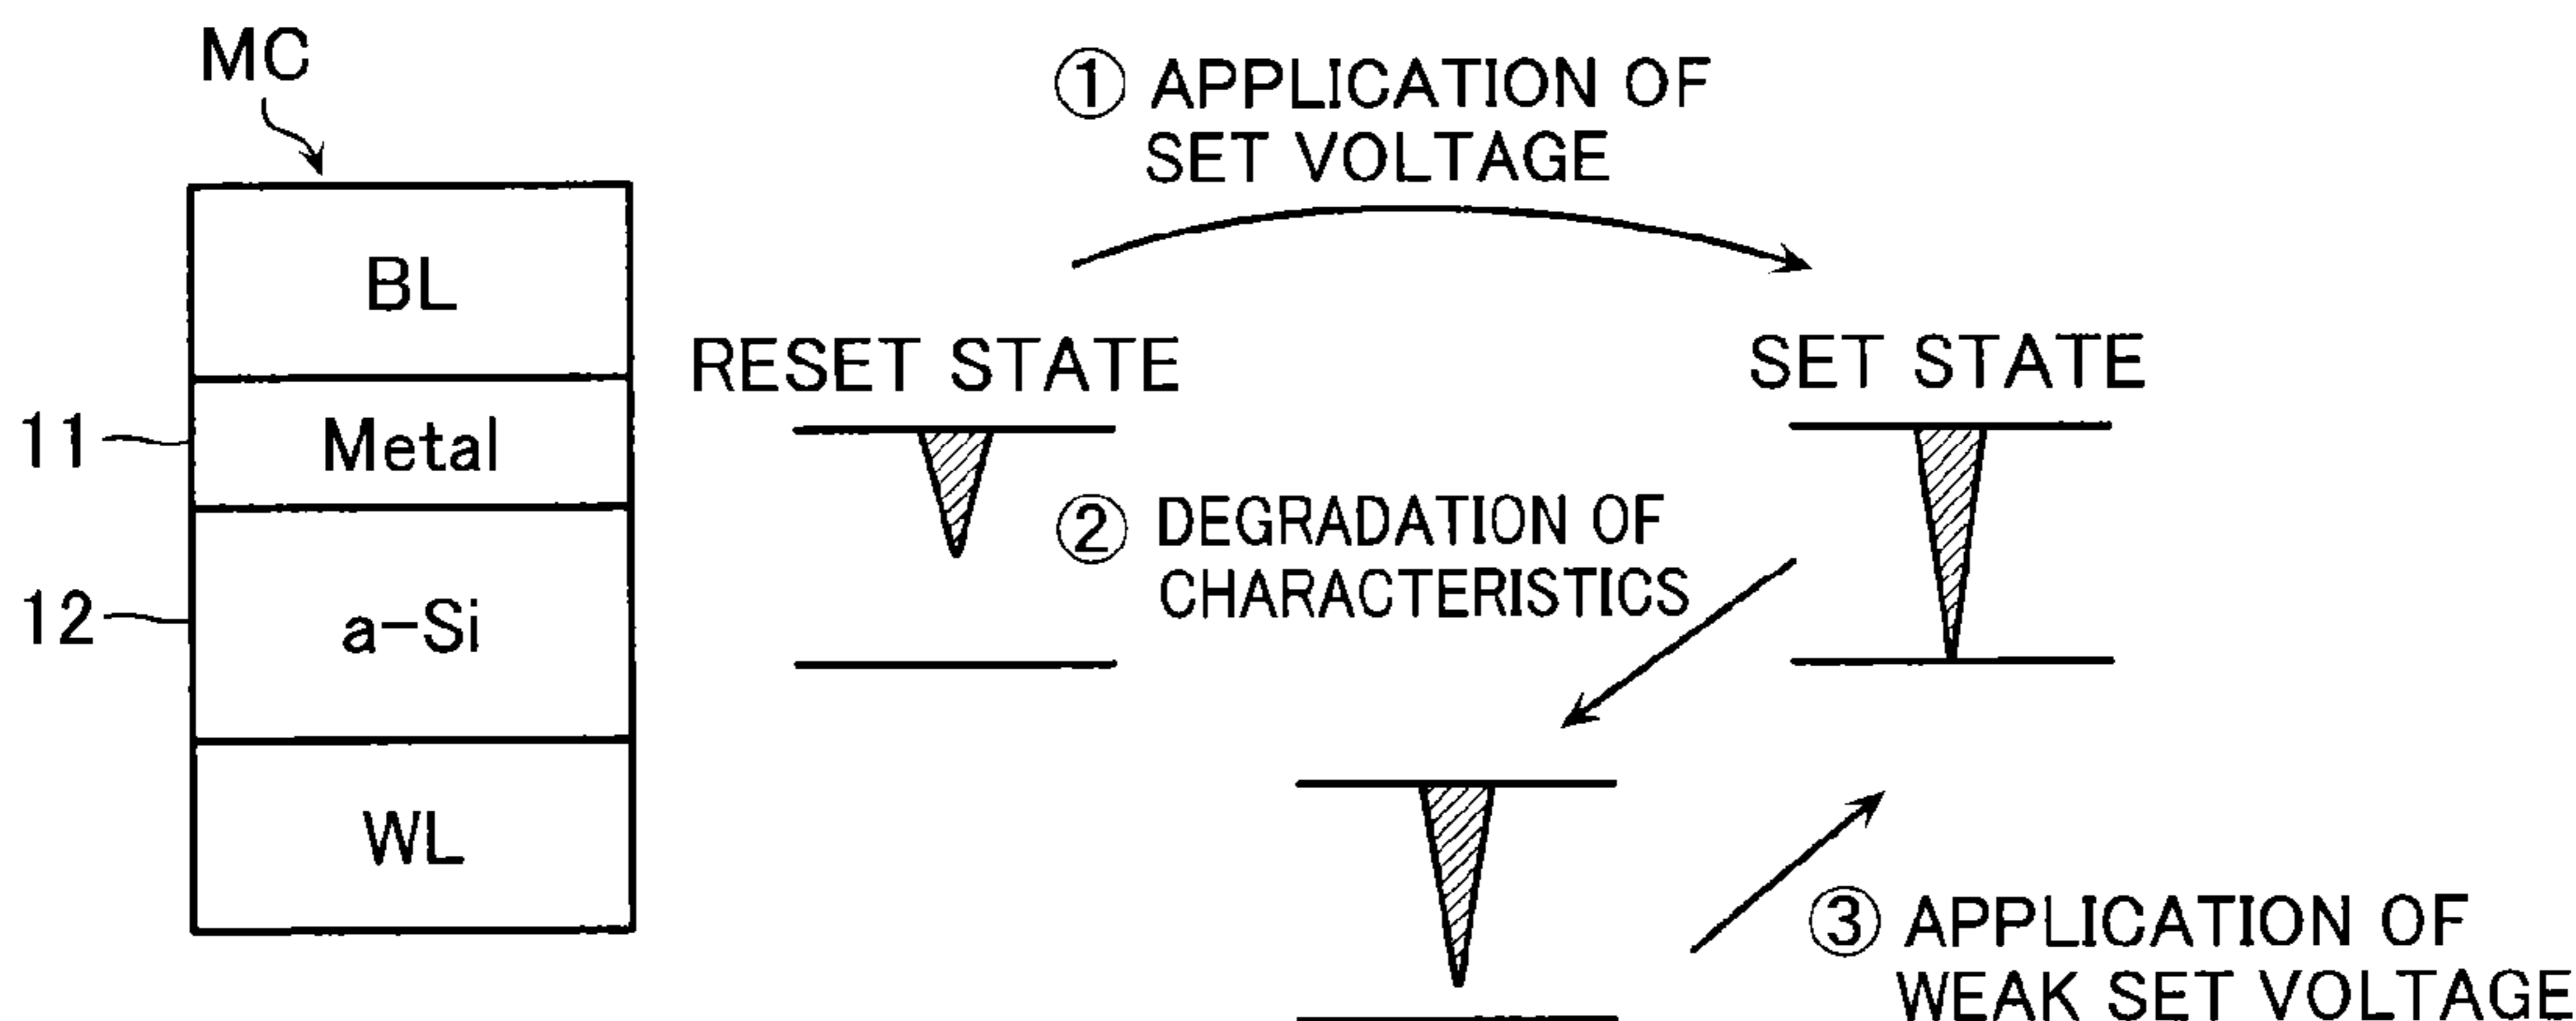 MC
BL
11
Metal
12
a-Si
WL
① APPLICATION OF
SET VOLTAGE
RESET STATE
SET STATE
② DEGRADATION OF
CHARACTERISTICS
③ APPLICATION OF
WEAK SET VOLTAGE